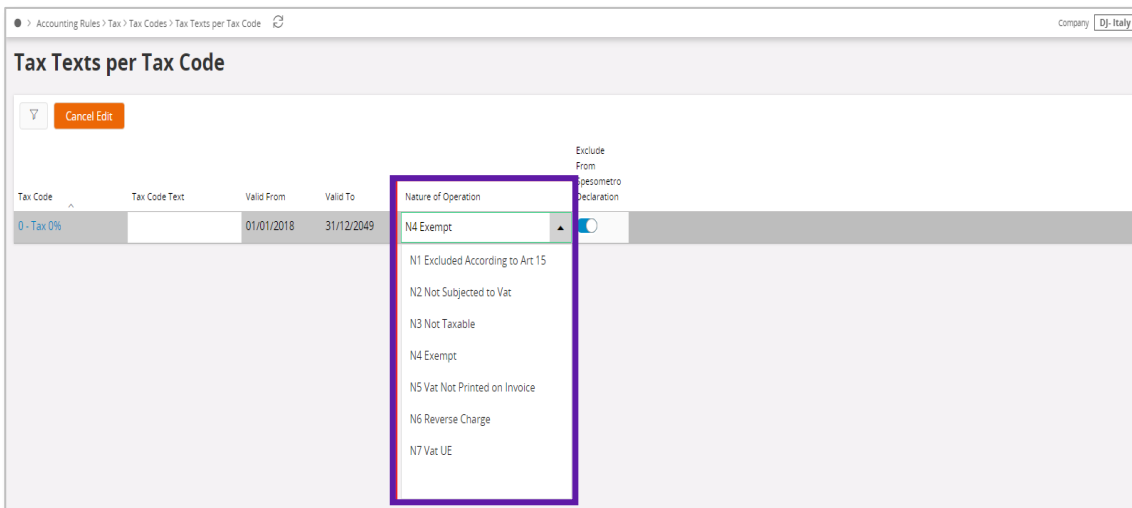 > Accounting Rules > Tax > Tax Codes > Tax Texts per Tax Code
Company DJ- Italy
Tax Texts per Tax Code
Cancel Edit
Exclude
From
Spesometro
Declaration
Tax Code
Tax Code Text
Valid From
Valid To
Nature of Operation
0 - Tax 0%
01/01/2018
31/12/2049
N4 Exempt
N1 Excluded According to Art 15
N2 Not Subjected to Vat
N3 Not Taxable
N4 Exempt
N5 Vat Not Printed on Invoice
N6 Reverse Charge
N7 Vat UE